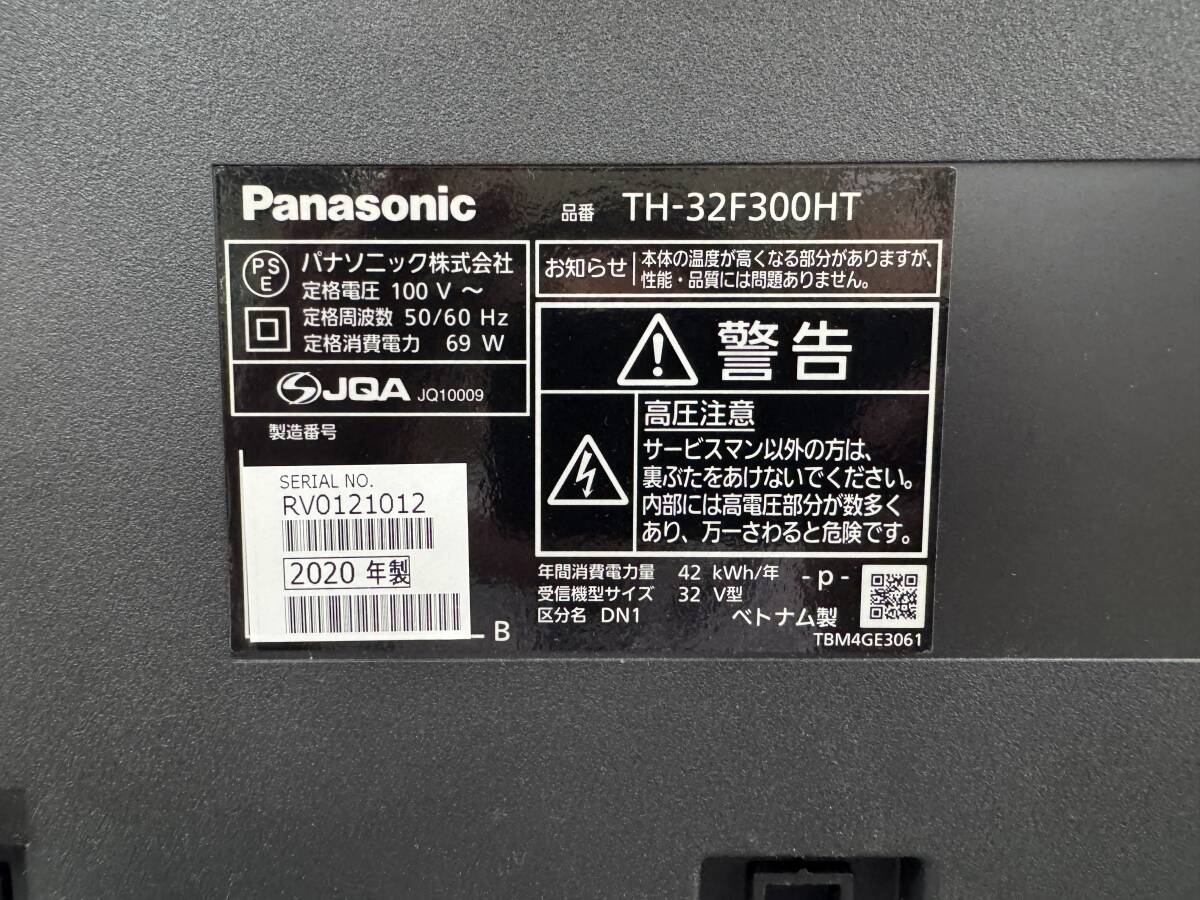 Panasonic
品番 TH-32F300HT
PSE
パナソニック株式会社
定格電圧 100 V ～
定格周波数 50/60 Hz
定格消費電力 69 W
JQA JQ10009
お知らせ
本体の温度が高くなる部分がありますが、
性能・品質には問題ありません。
警告
高圧注意
サービスマン以外の方は、
裏ぶたをあけないでください。
内部には高電圧部分が数多く
あり、万一さわると危険です。
製造番号
SERIAL NO.
RV0121012
2020 年製
B
年間消費電力量 42 kWh/年
受信機型サイズ 32 V型
区分名 DN1
- p -
ベトナム製
TBM4GE3061